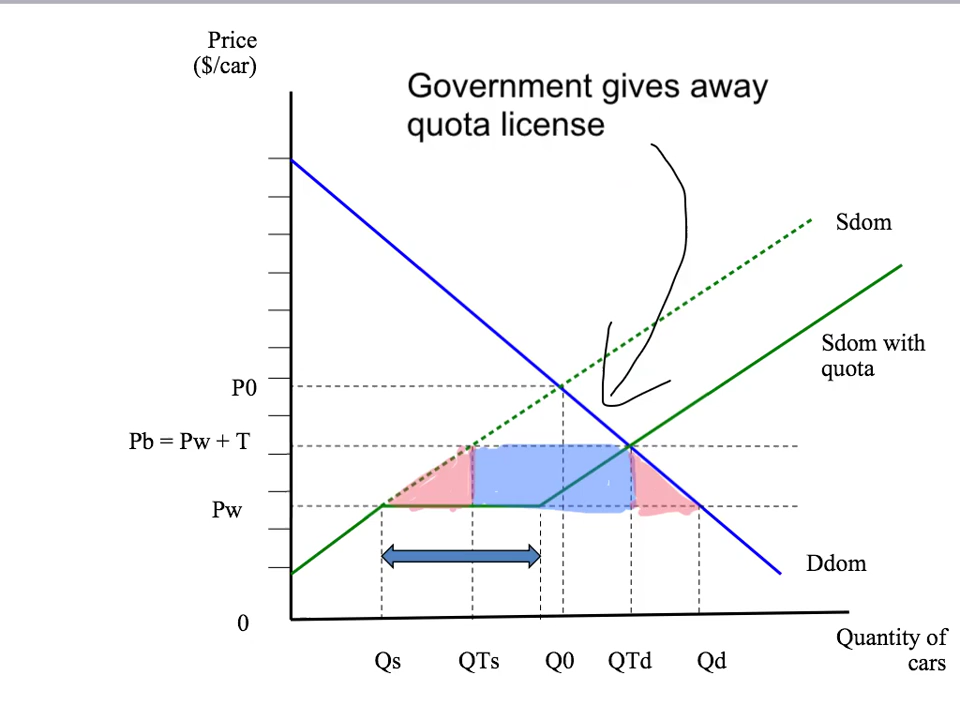 Price
($/car)
Government gives away
quota license
Sdom
Sdom with
quota
P0
Pb = Pw + T
Pw
Ddom
0
Quantity of
cars
Qs
QTs
Q0
QTd
Qd